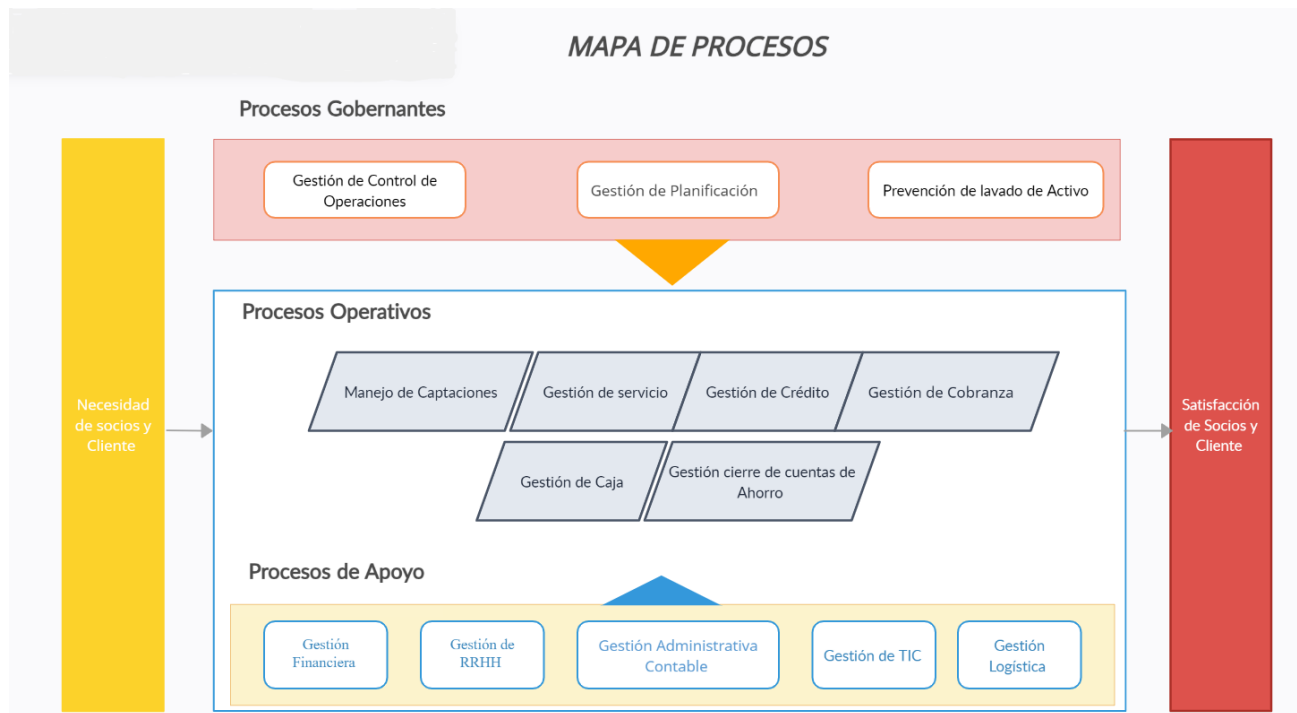 MAPA DE PROCESOS
Procesos Gobernantes
Gestión de Control de
Operaciones
Gestión de Planificación
Prevención de lavado de Activo
Procesos Operativos
Necesidad
de socios y
Cliente
Manejo de Captaciones
Gestión de servicio
Gestión de Crédito
Gestión de Cobranza
Gestión de Caja
Gestión cierre de cuentas de
Ahorro
Satisfacción
de Socios y
Cliente
Procesos de Apoyo
Gestión
Financiera
Gestión de
RRHH
Gestión Administrativa
Contable
Gestión de TIC
Gestión
Logística